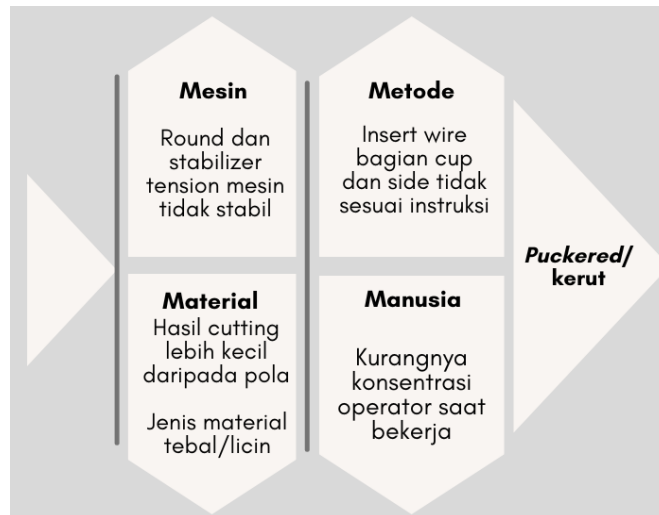 Mesin
Round dan
stabilizer
tension mesin
tidak stabil
Metode
Insert wire
bagian cup
dan side tidak
sesuai instruksi
Material
Hasil cutting
lebih kecil
daripada pola
Jenis material
tebal/licin
Manusia
Kurangnya
konsentrasi
operator saat
bekerja
Puckered/
kerut